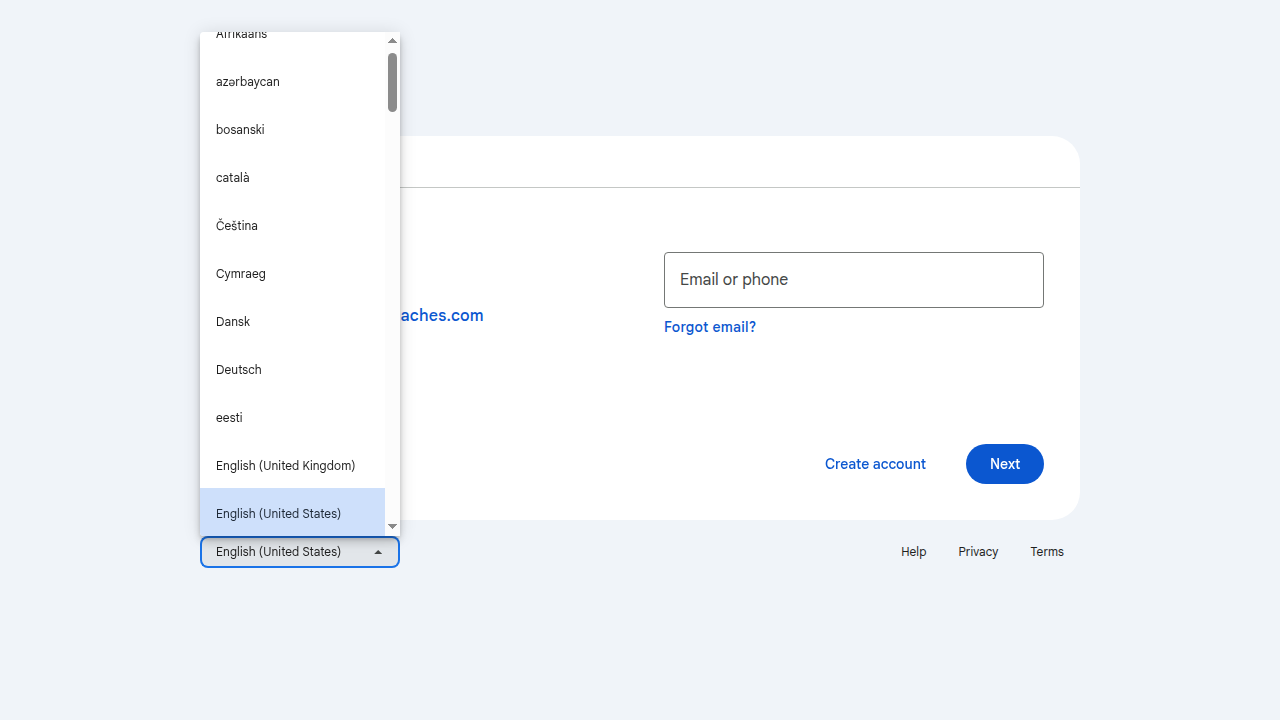 Afrikaans
azərbaycan
bosanski
català
Čeština
Cymraeg
Dansk
Deutsch
eesti
English (United Kingdom)
English (United States)
English (United States)
Email or phone
aches.com
Forgot email?
Create account
Next
Help
Privacy
Terms